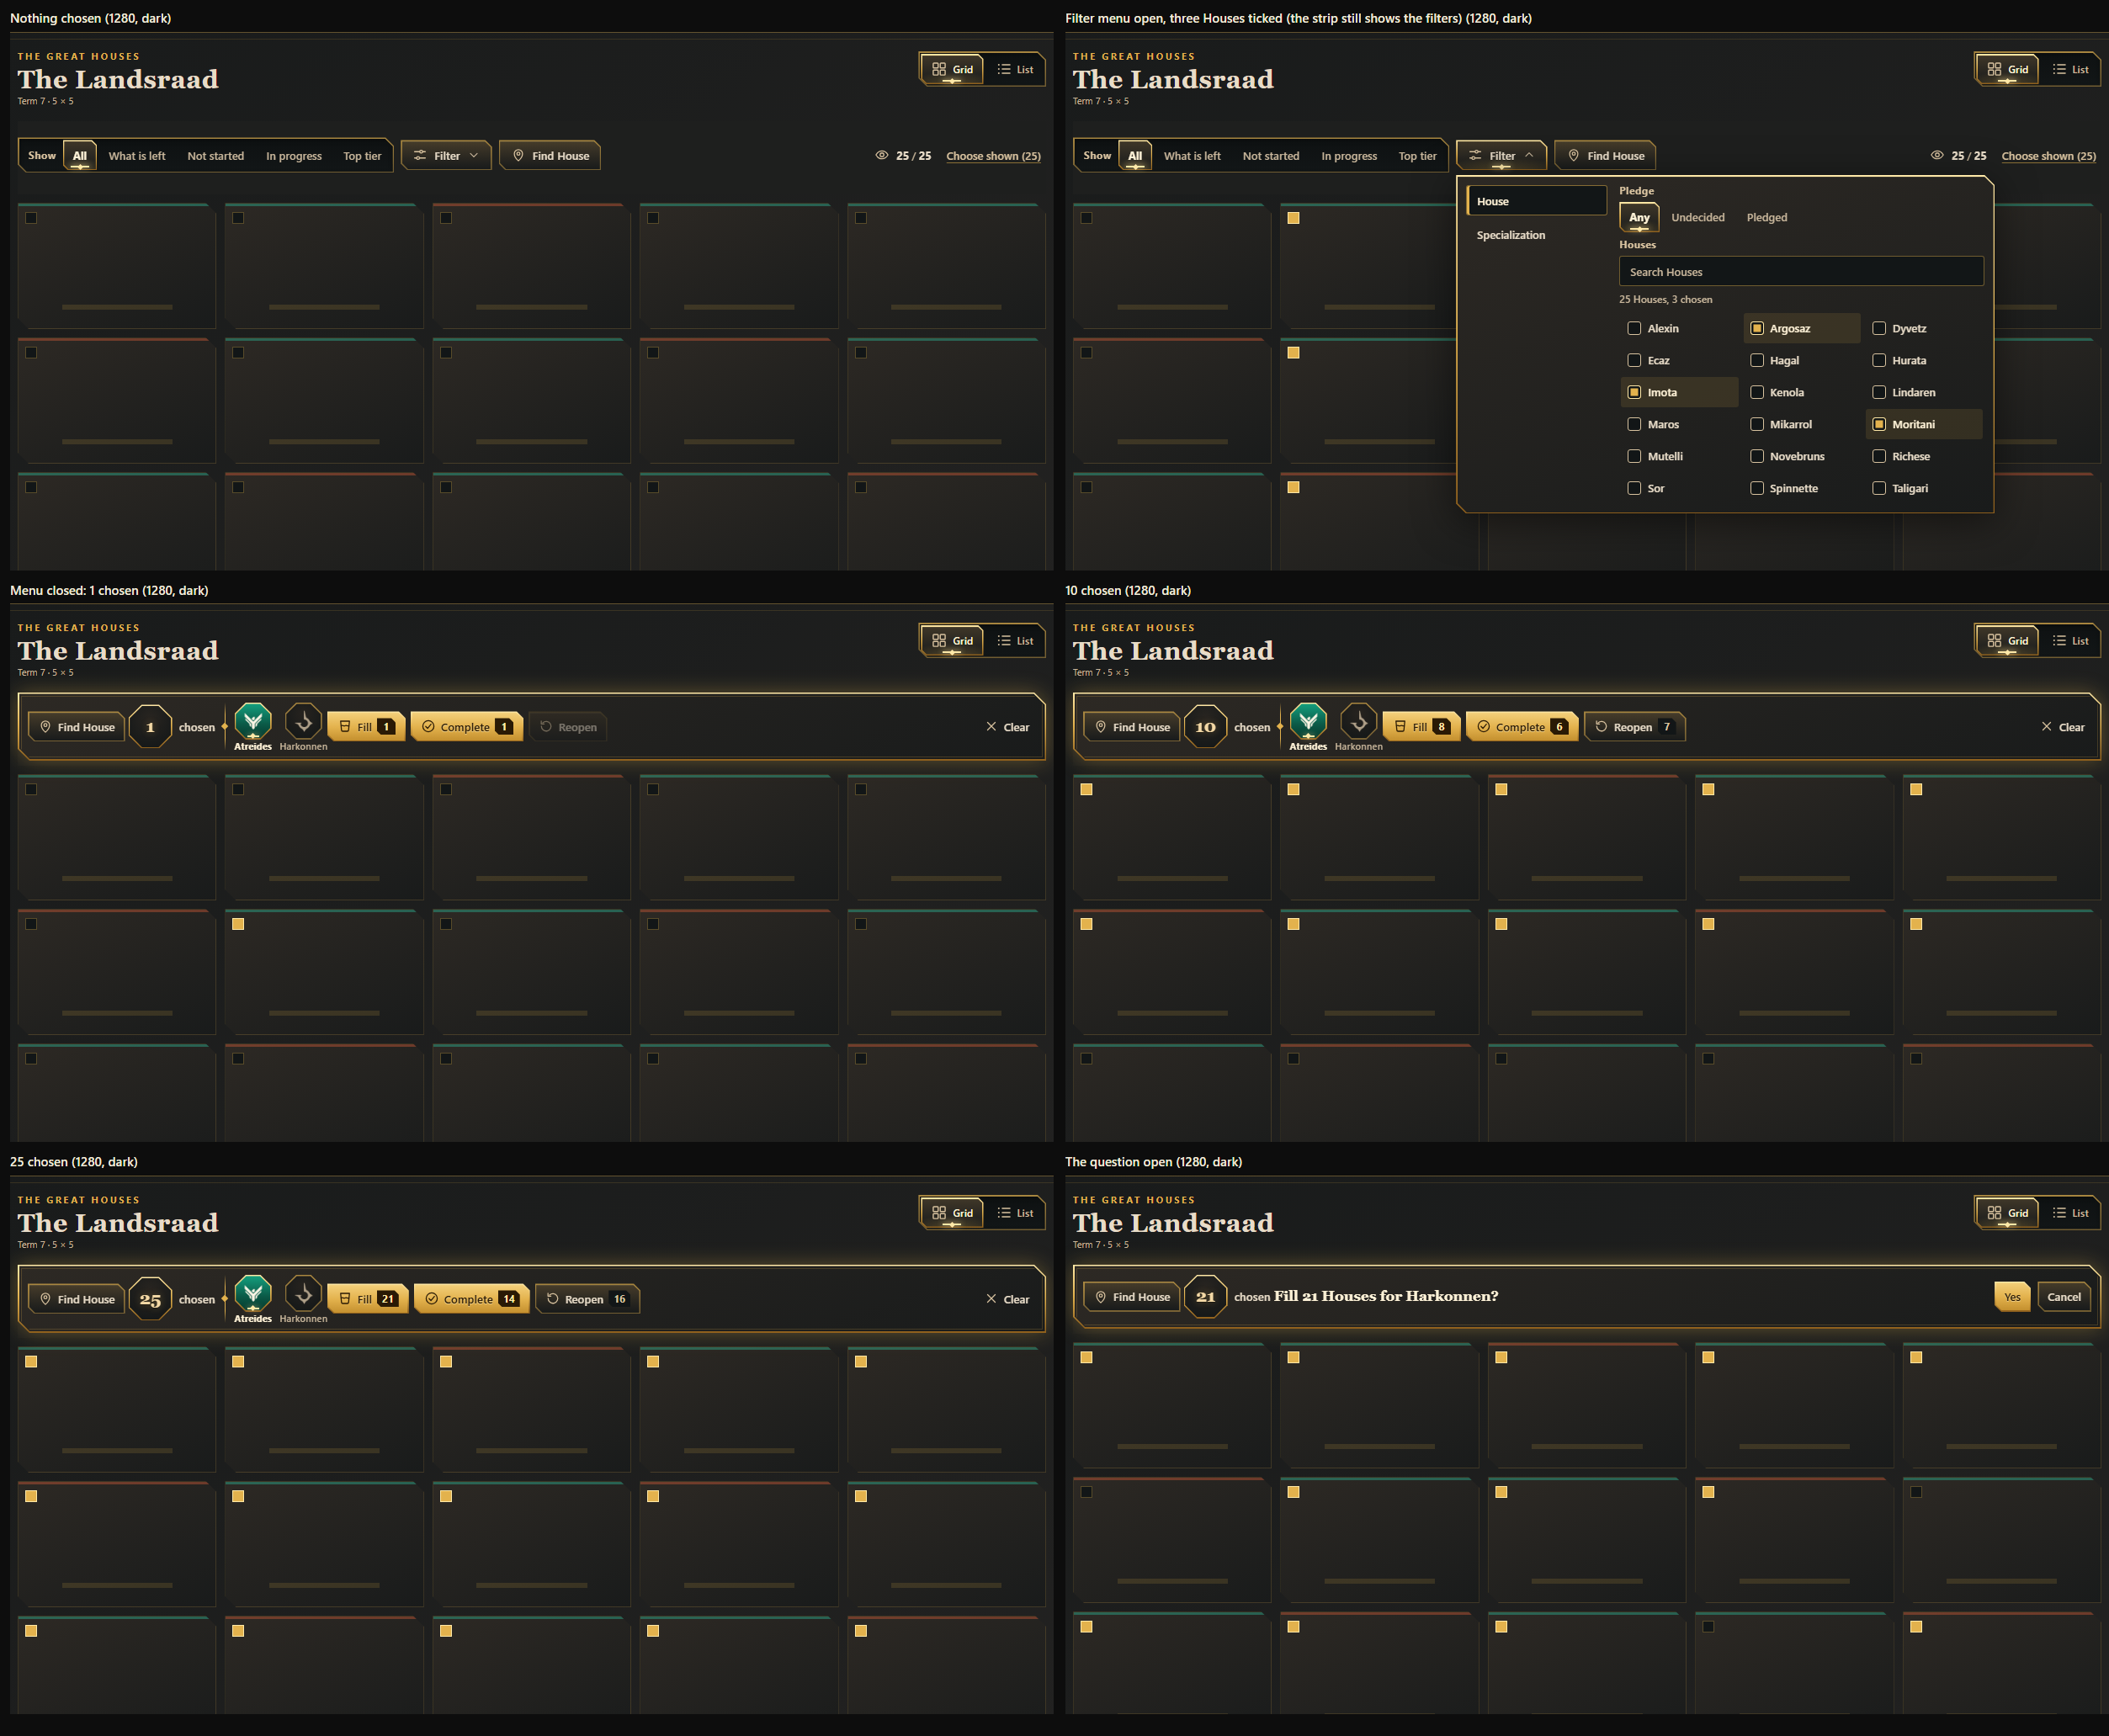 Nothing chosen (1280, dark)
THE GREAT HOUSES
The Landsraad
Term 7 · 5 × 5
Grid
List
Show All What is left Not started In progress Top tier Filter Find House 25 / 25 Choose shown (25)
Filter menu open, three Houses ticked (the strip still shows the filters) (1280, dark)
THE GREAT HOUSES
The Landsraad
Term 7 · 5 × 5
Grid
List
Show All What is left Not started In progress Top tier Filter Find House 25 / 25 Choose shown (25)
House
Specialization
Pledge
Any Undecided Pledged
Houses
Search Houses
25 Houses, 3 chosen
Alexin Argosaz Dyvetz
Ecaz Hagal Hurata
Imota Kenola Lindaren
Maros Mikarrol Moritani
Mutelli Novebruns Richese
Sor Spinnette Taligari
Menu closed: 1 chosen (1280, dark)
THE GREAT HOUSES
The Landsraad
Term 7 · 5 × 5
Grid
List
Find House 1 chosen Atreides Harkonnen Fill 1 Complete 1 Reopen Clear
10 chosen (1280, dark)
THE GREAT HOUSES
The Landsraad
Term 7 · 5 × 5
Grid
List
Find House 10 chosen Atreides Harkonnen Fill 8 Complete 6 Reopen 7 Clear
25 chosen (1280, dark)
THE GREAT HOUSES
The Landsraad
Term 7 · 5 × 5
Grid
List
Find House 25 chosen Atreides Harkonnen Fill 21 Complete 14 Reopen 16 Clear
The question open (1280, dark)
THE GREAT HOUSES
The Landsraad
Term 7 · 5 × 5
Grid
List
Find House 21 chosen Fill 21 Houses for Harkonnen? Yes Cancel